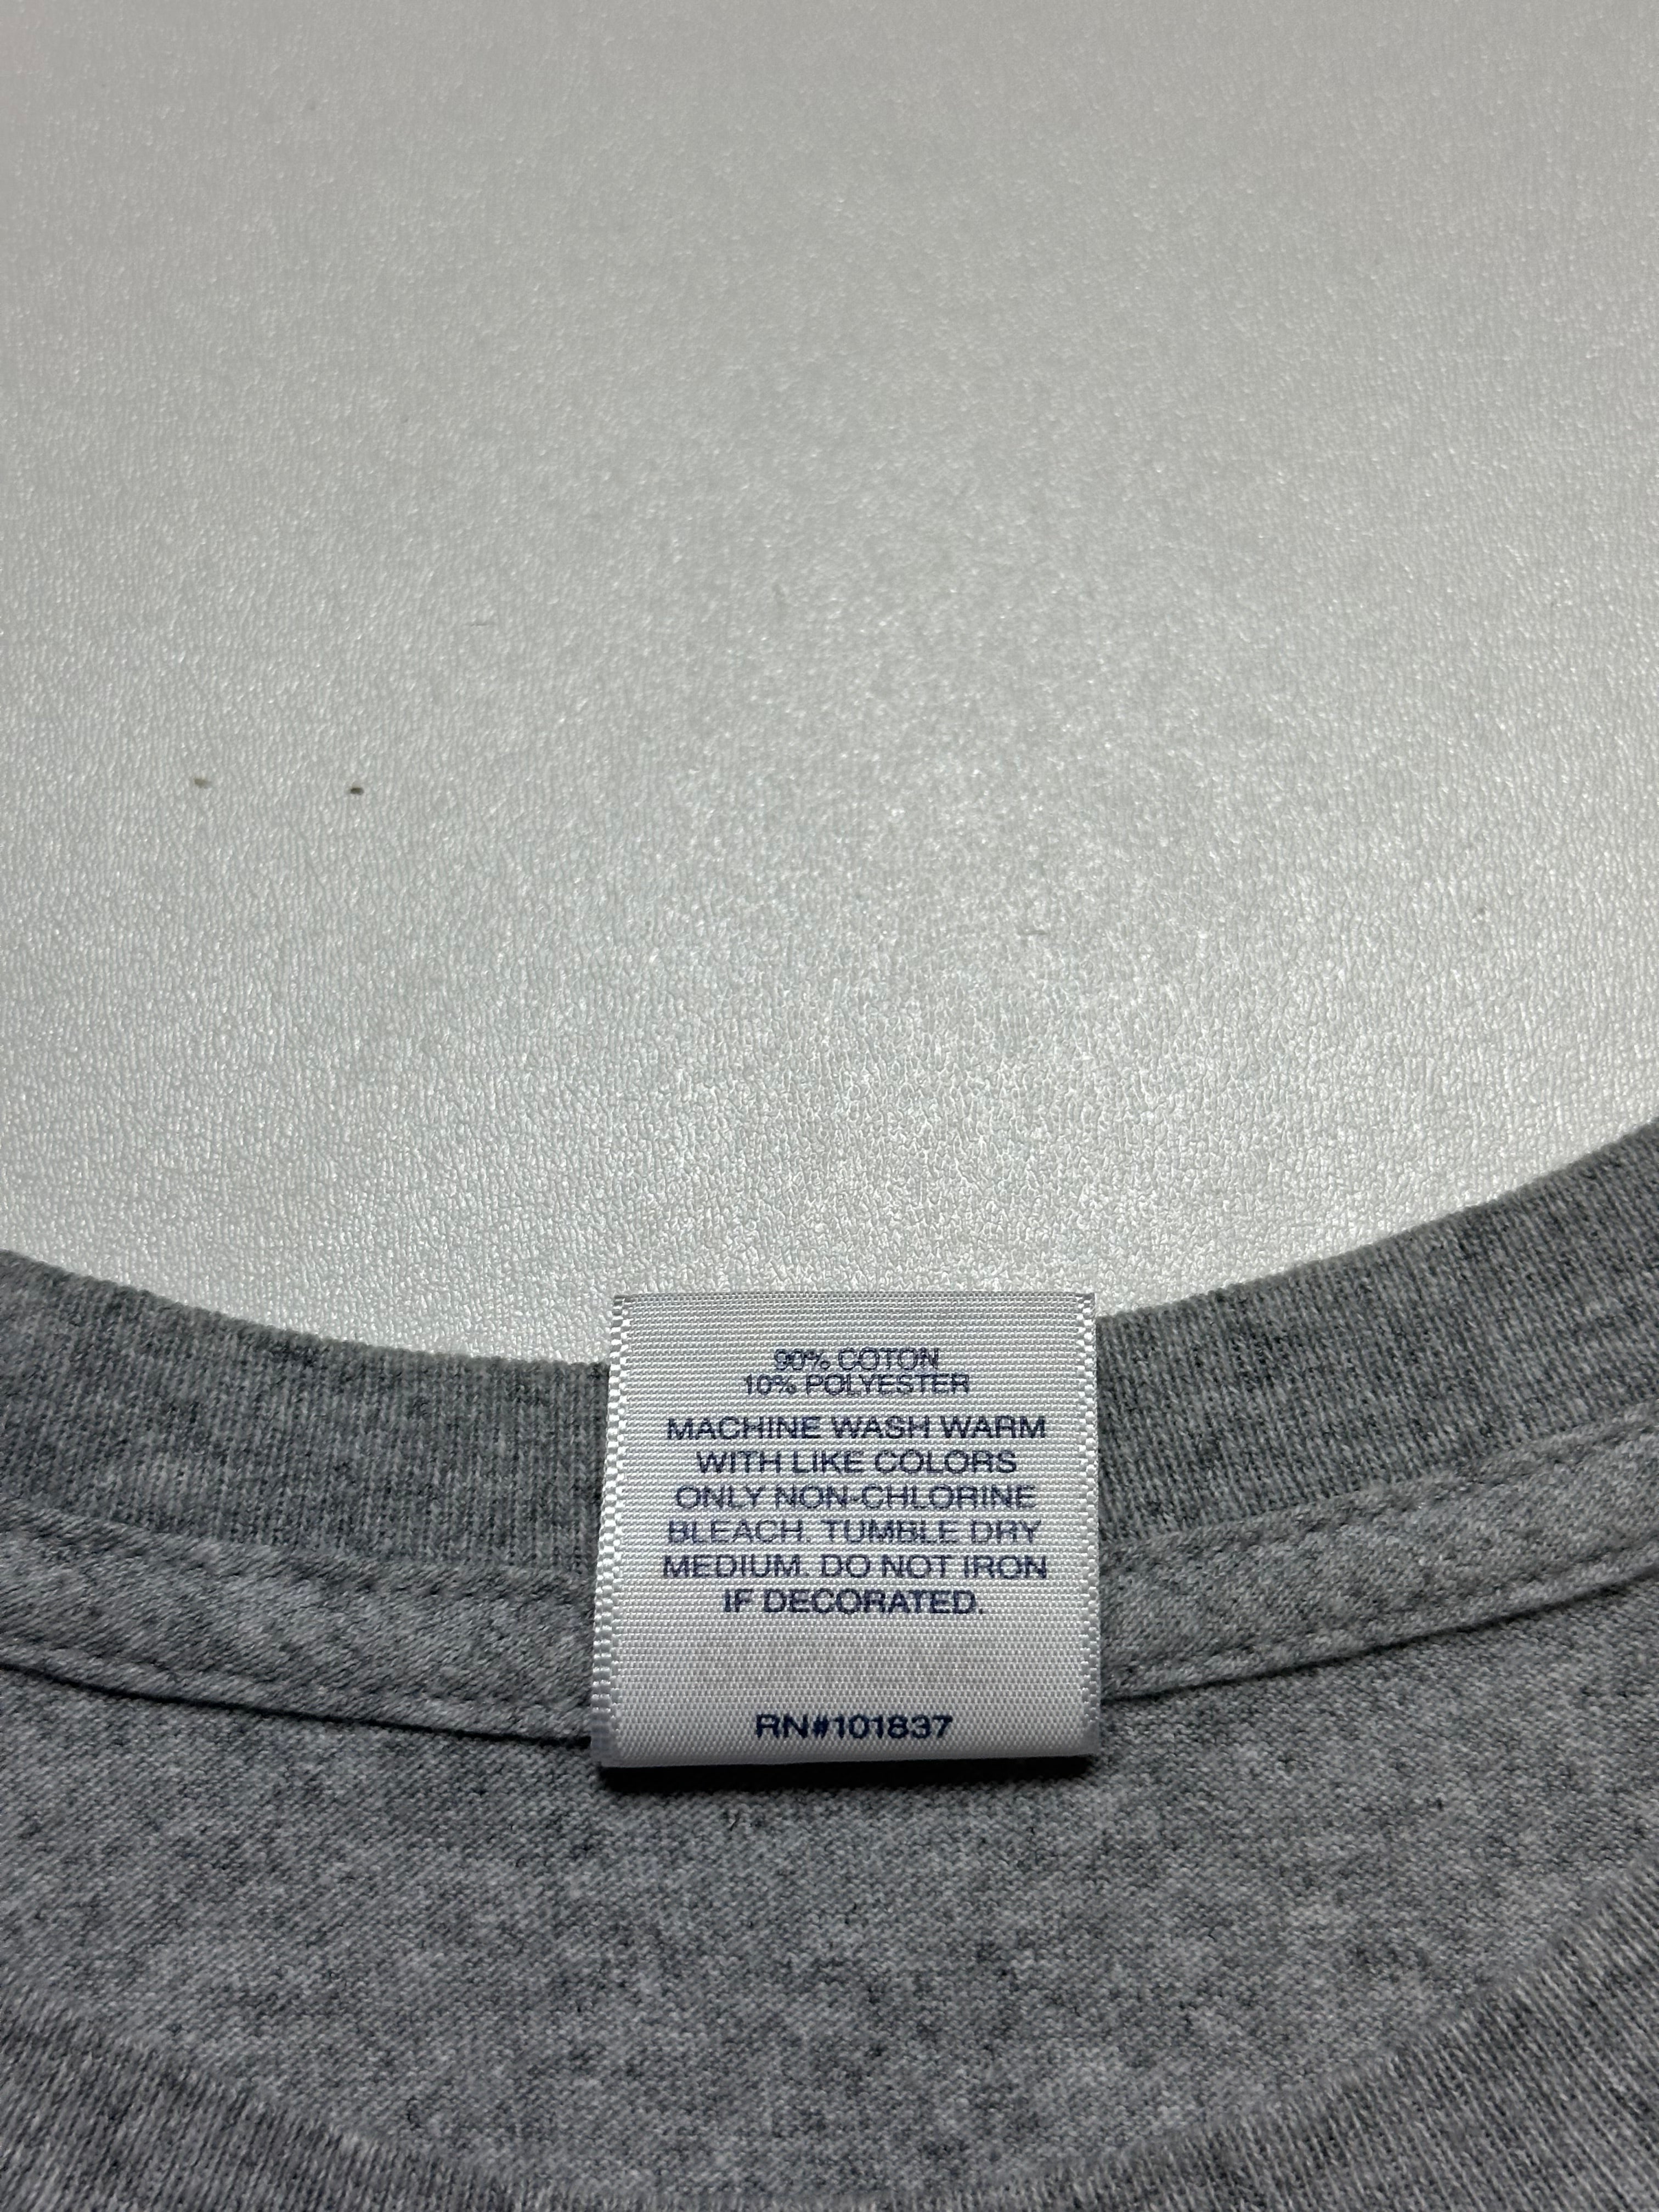 90% COTON
10% POLYESTER
MACHINE WASH WARM
WITH LIKE COLORS
ONLY NON-CHLORINE
BLEACH. TUMBLE DRY
MEDIUM. DO NOT IRON
IF DECORATED.
RN#101837